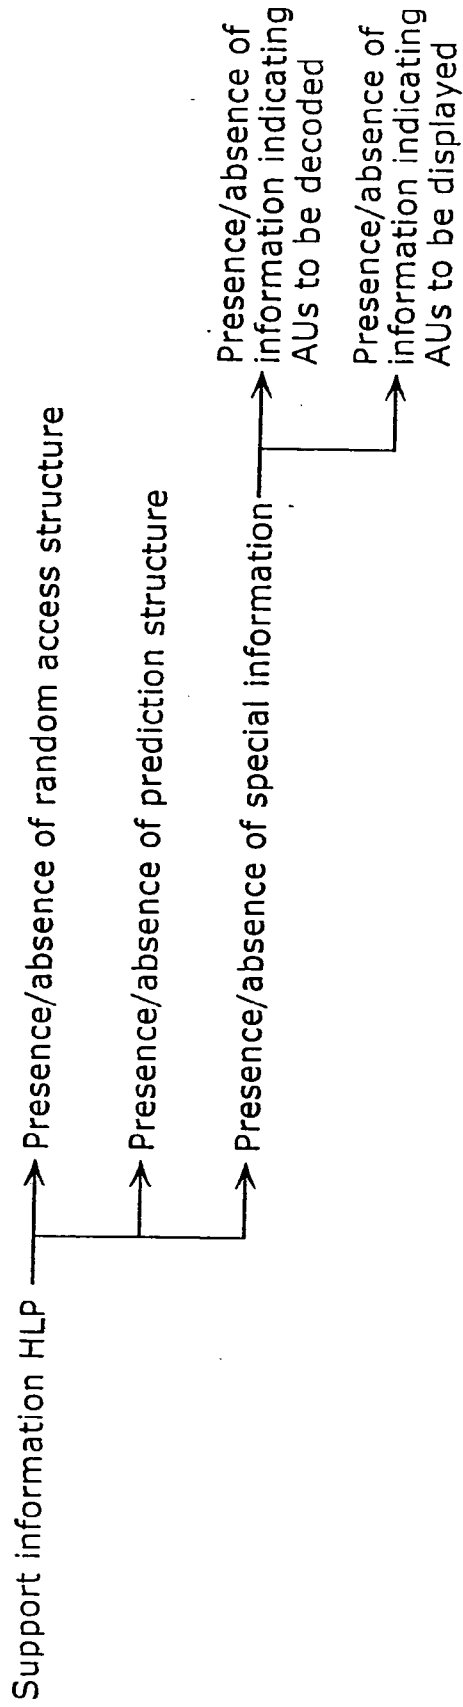 Support information HLP
Presence/absence of random access structure
Presence/absence of prediction structure
Presence/absence of special information
Presence/absence of
information indicating
AUs to be decoded
Presence/absence of
information indicating
AUs to be displayed